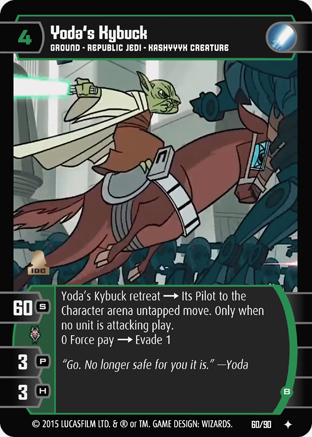 4
Yoda's Kybuck
GROUND - REPUBLIC JEDI - KASHYYYK CREATURE
IDC
60 S
3 P
3 H
Yoda's Kybuck retreat → Its Pilot to the
Character arena untapped move. Only when
no unit is attacking play.
0 Force pay → Evade 1
"Go. No longer safe for you it is." —Yoda
B
© 2015 LUCASFILM LTD. & ® or TM. GAME DESIGN: WIZARDS.
60/90